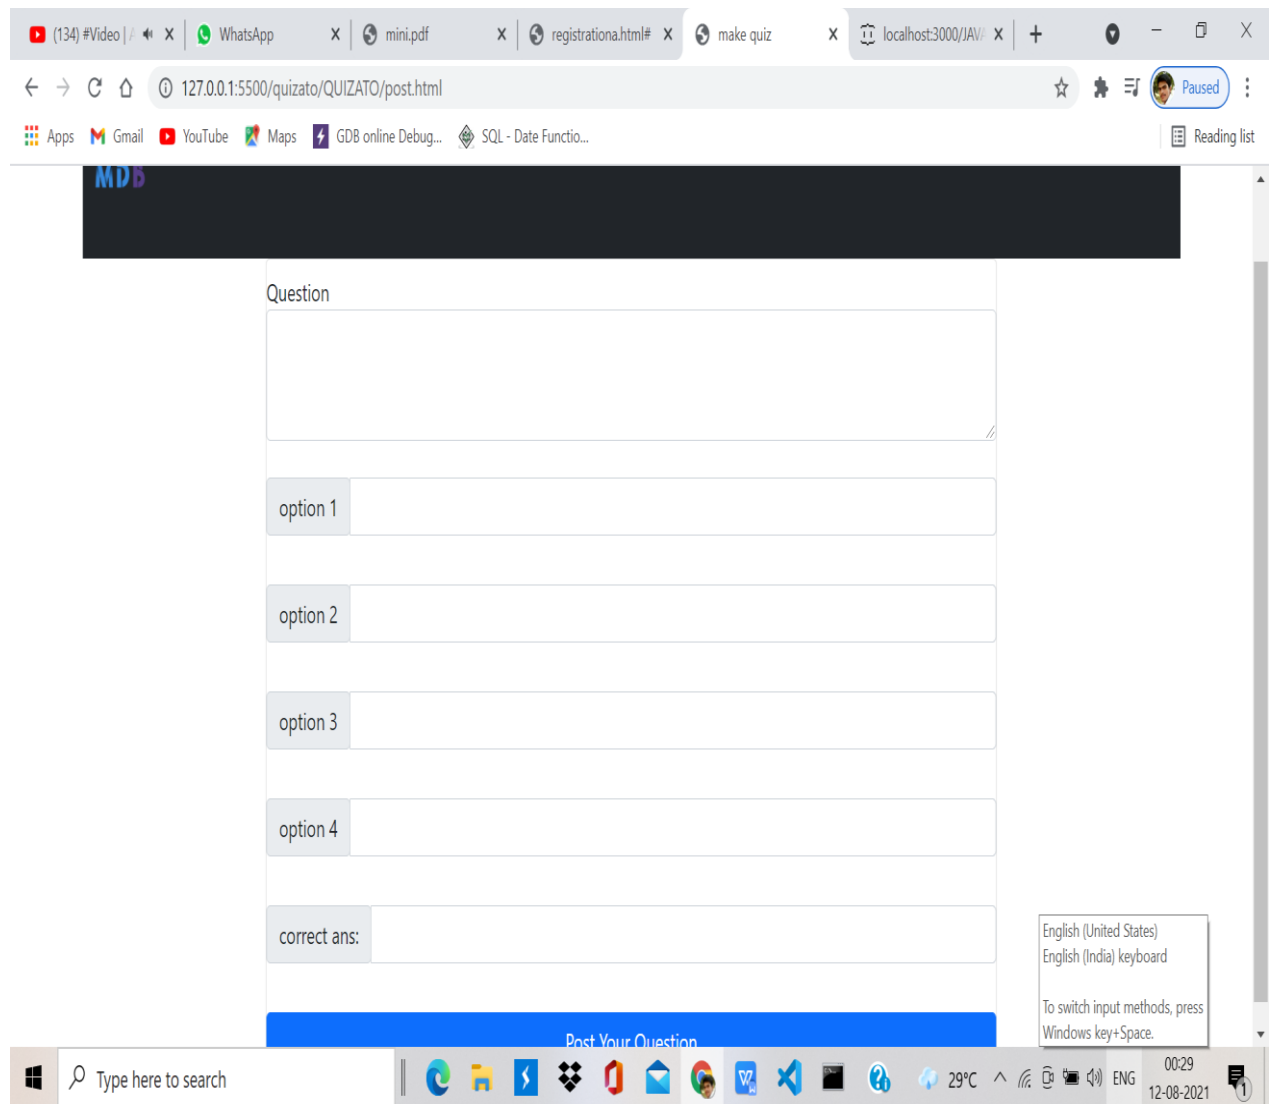 (134) #Video | A
WhatsApp
mini.pdf
registrationa.html#
make quiz
localhost:3000/JAVA
127.0.0.1:5500/quizato/QUIZATO/post.html
Paused
Apps
Gmail
YouTube
Maps
GDB online Debug...
SQL - Date Functio...
Reading list
MDB
Question
option 1
option 2
option 3
option 4
correct ans:
Post Your Question
English (United States)
English (India) keyboard
To switch input methods, press
Windows key+Space.
Type here to search
29°C
ENG
00:29
12-08-2021
1